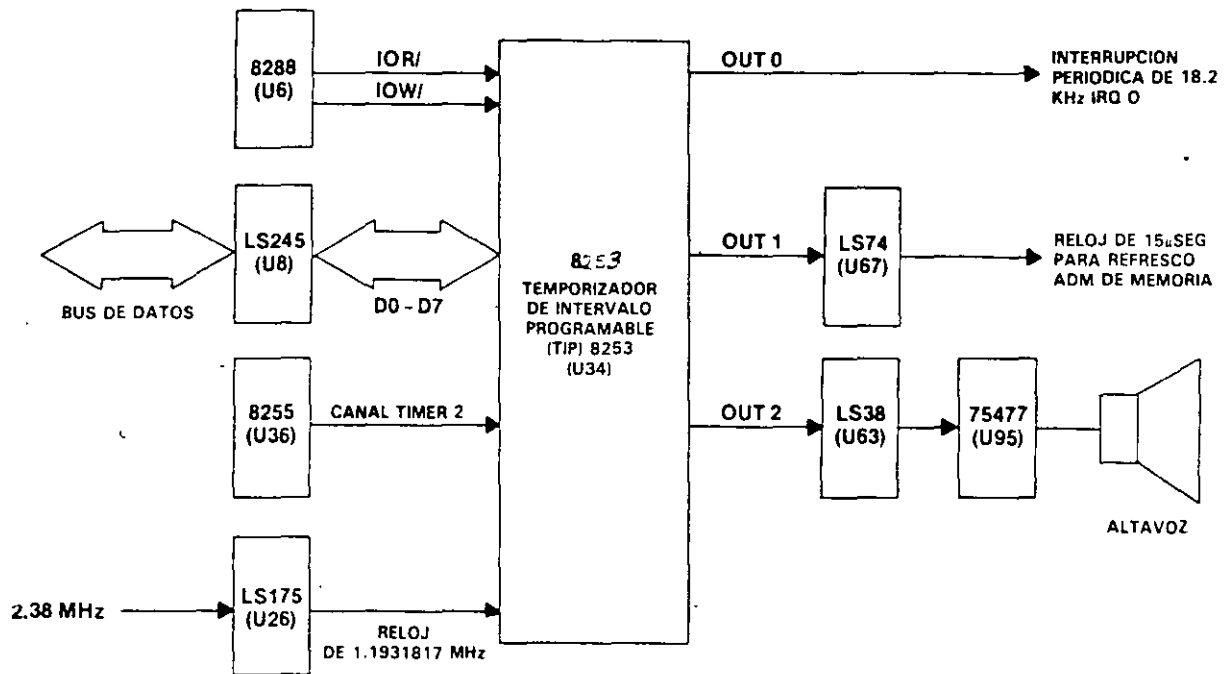 8288
(U6)
IOR/
IOW/
OUT 0
INTERRUPCION
PERIODICA DE 18.2
KHz IRQ 0
LS245
(U8)
BUS DE DATOS
D0-D7
8253
TEMPORIZADOR
DE INTERVALO
PROGRAMABLE
(TIP) 8253
(U34)
OUT 1
LS74
(U67)
RELOJ DE 15µSEG
PARA REFRESCO
ADM DE MEMORIA
8255
(U36)
CANAL TIMER 2
OUT 2
LS38
(U63)
75477
(U95)
ALTAVOZ
2.38 MHz
LS175
(U26)
RELOJ
DE 1.1931817 MHz